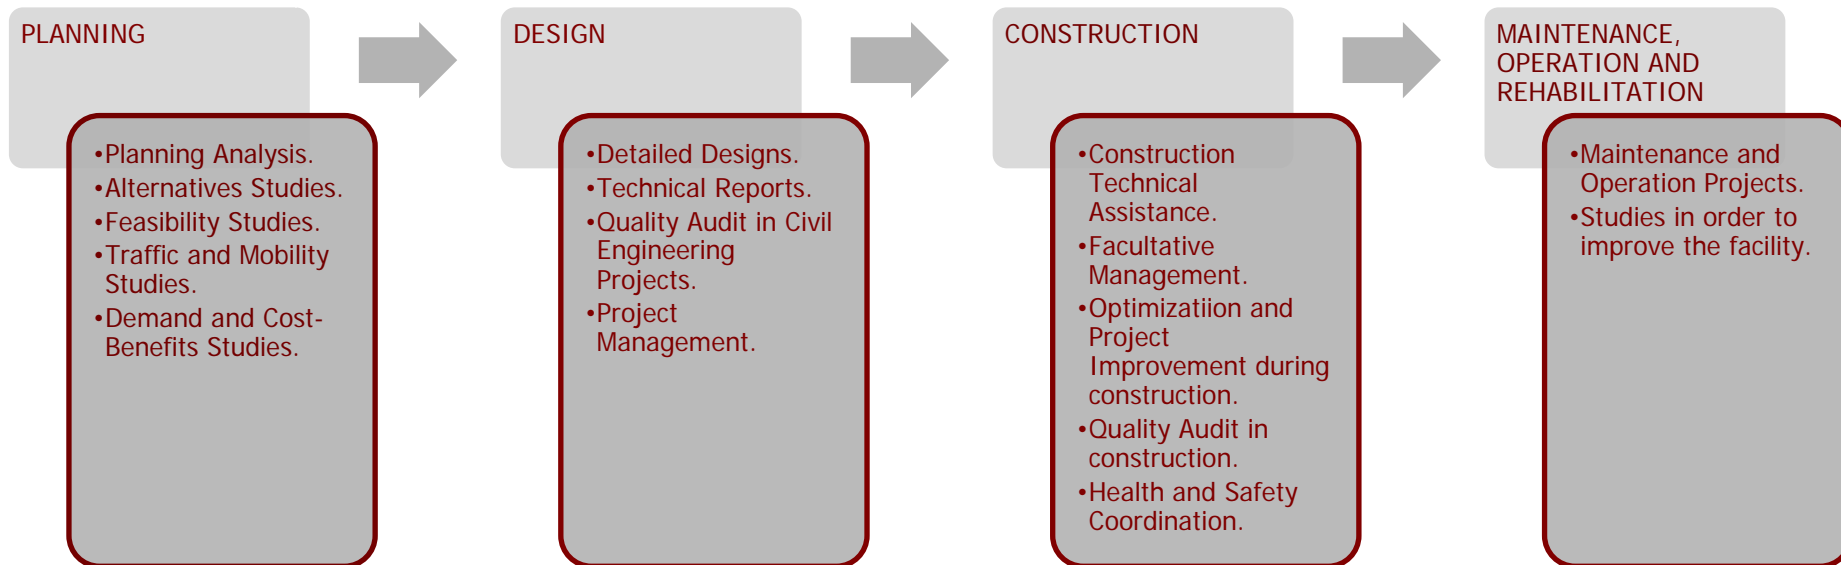 PLANNING
•Planning Analysis.
•Alternatives Studies.
•Feasibility Studies.
•Traffic and Mobility
Studies.
•Demand and Cost-
Benefits Studies.
DESIGN
•Detailed Designs.
•Technical Reports.
•Quality Audit in Civil
Engineering
Projects.
•Project
Management.
CONSTRUCTION
•Construction
Technical
Assistance.
•Facultative
Management.
•Optimizatiion and
Project
Improvement during
construction.
•Quality Audit in
construction.
•Health and Safety
Coordination.
MAINTENANCE,
OPERATION AND
REHABILITATION
•Maintenance and
Operation Projects.
•Studies in order to
improve the facility.